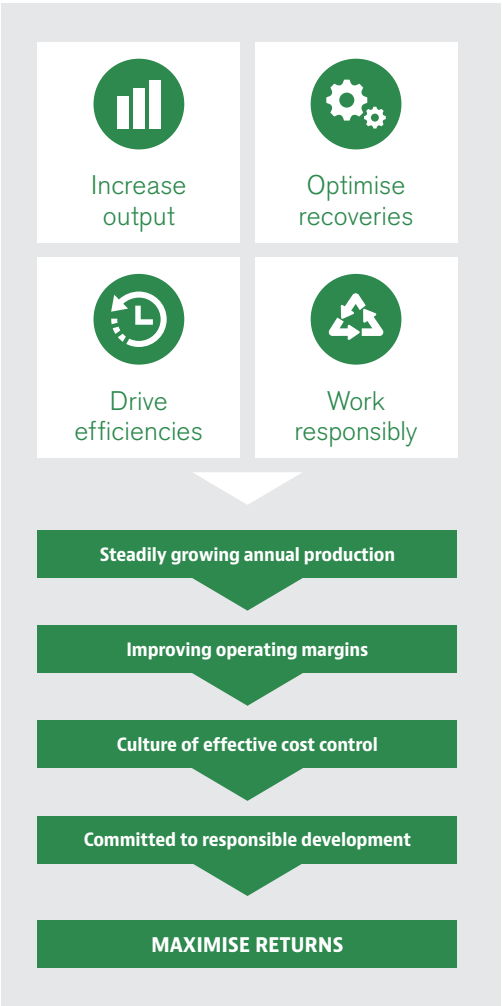 Increase
output
Optimise
recoveries
Drive
efficiencies
Work
responsibly
Steadily growing annual production
Improving operating margins
Culture of effective cost control
Committed to responsible development
MAXIMISE RETURNS